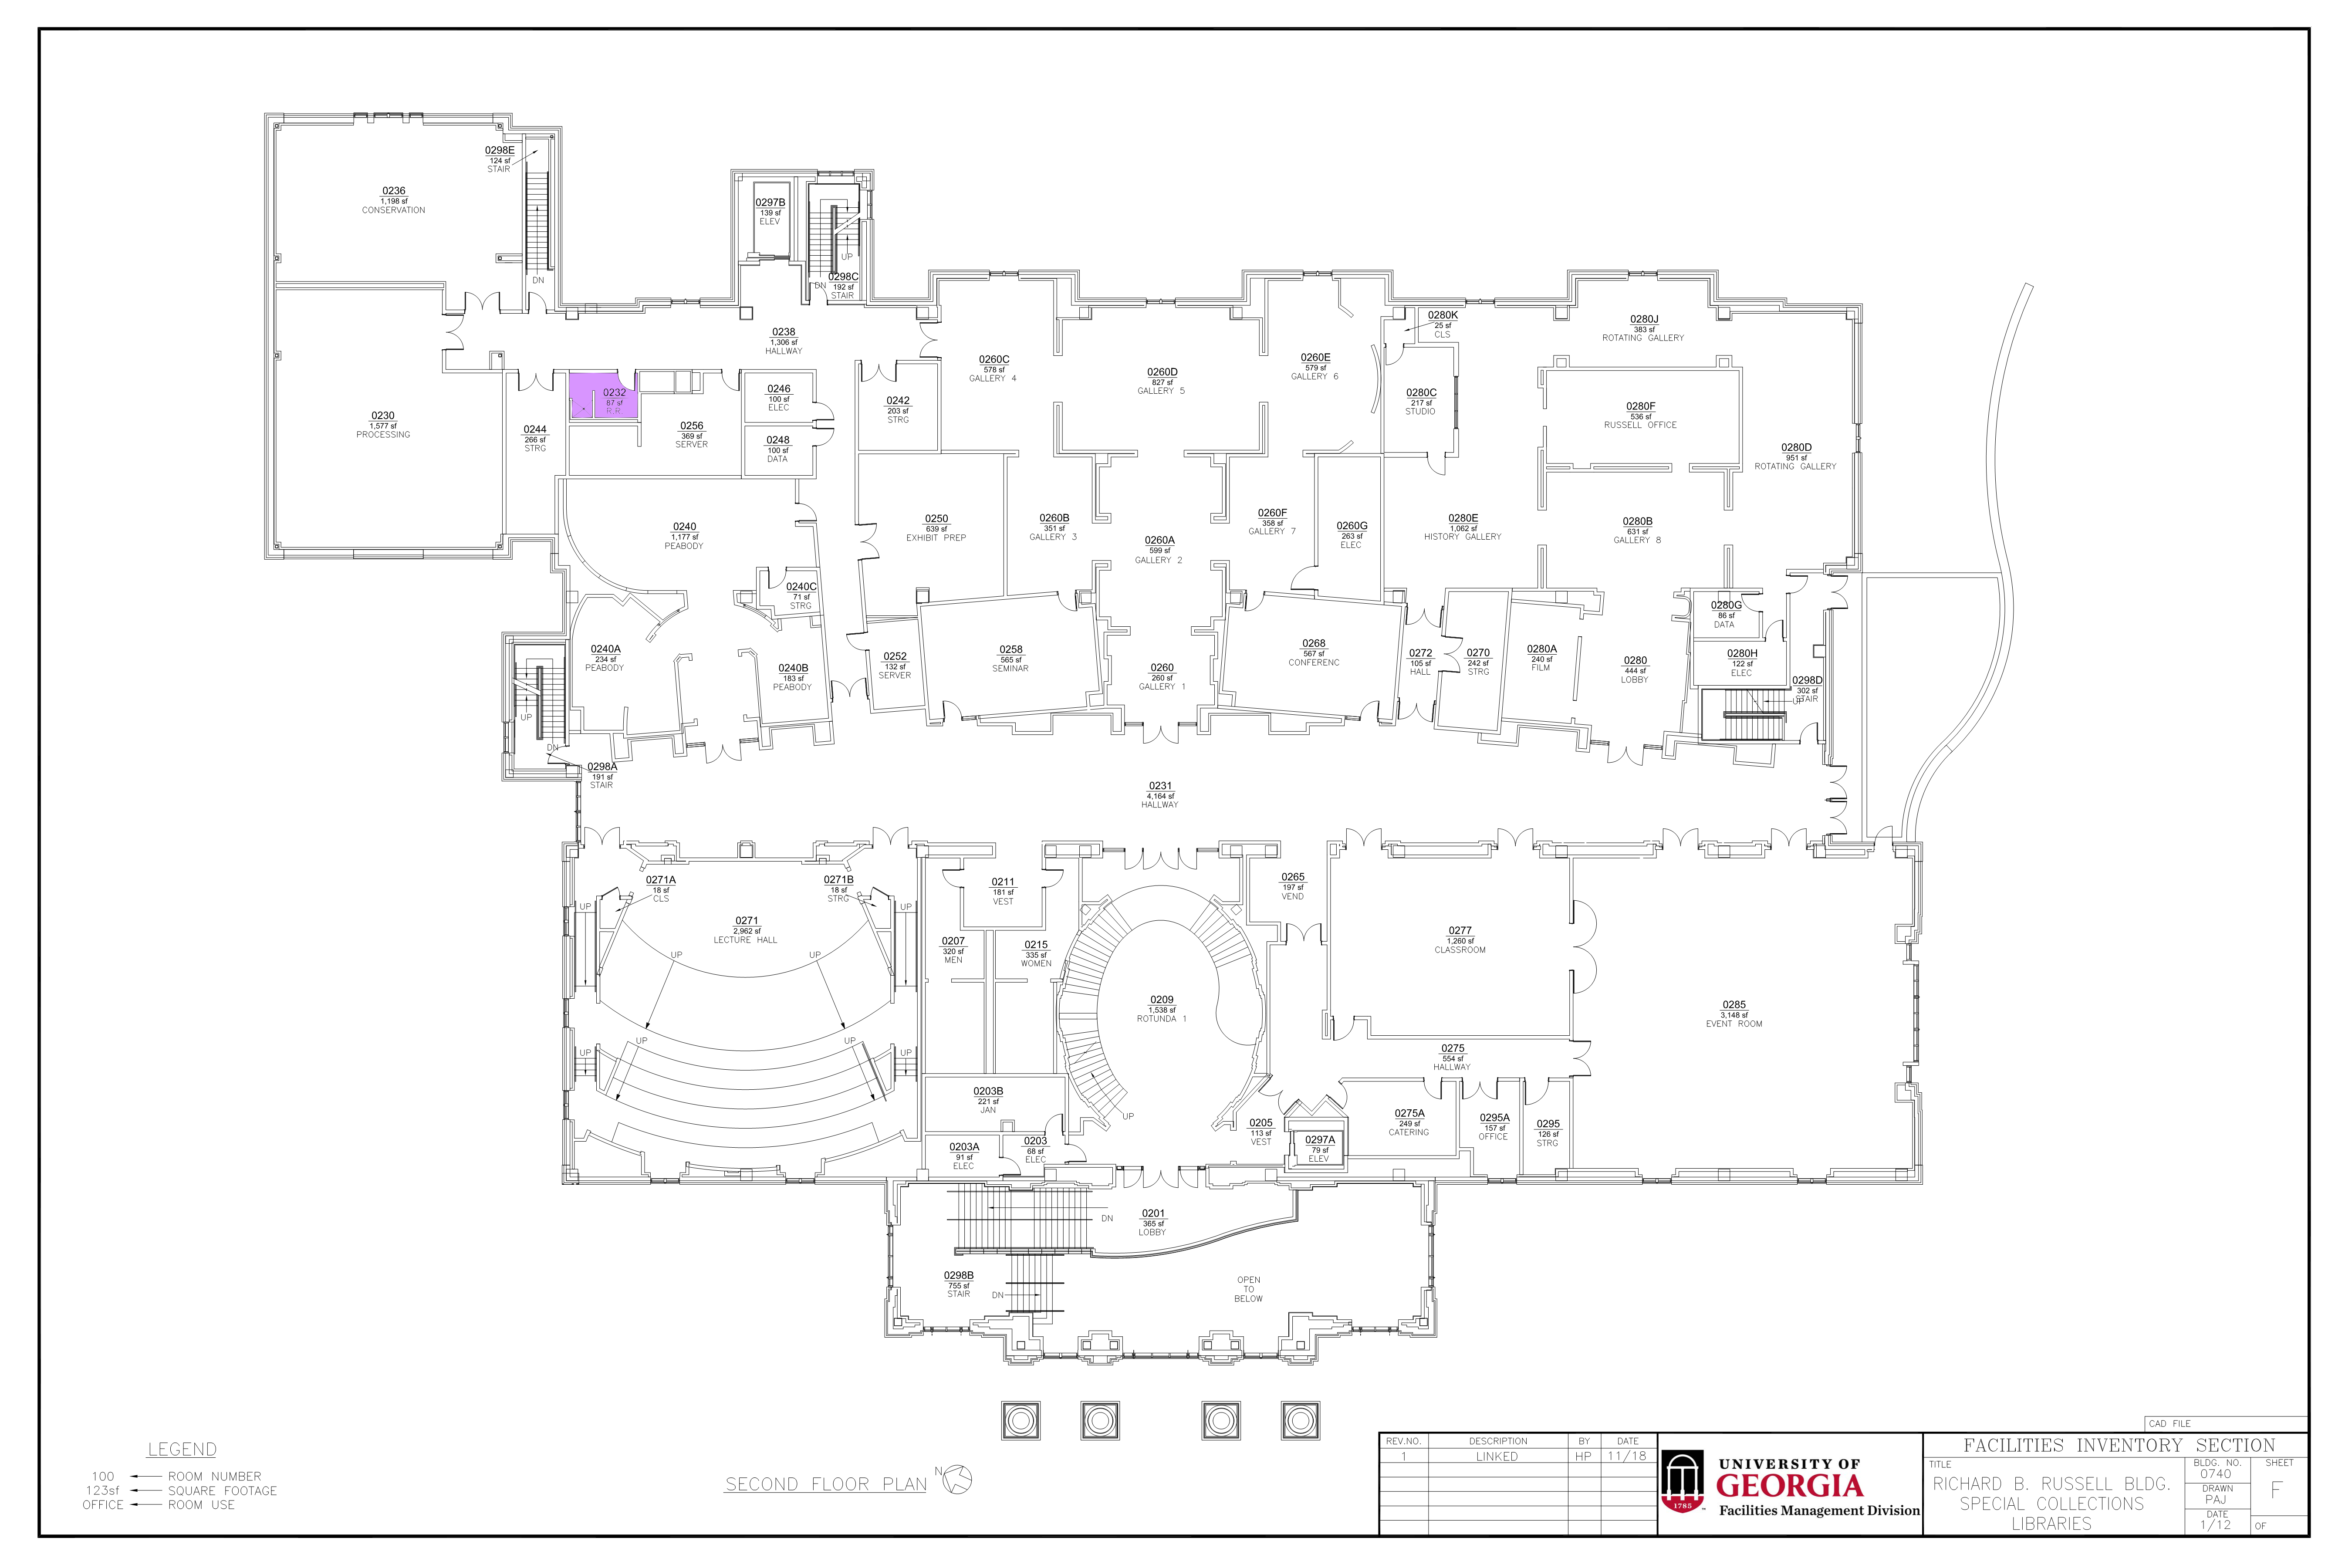 0298E
124 sf
STAIR
0236
1,198 sf
CONSERVATION
DN
0297B
139 sf
ELEV
UP
0298C
DN
192 sf
STAIR
0238
1,306 sf
HALLWAY
0280K
25 sf
CLS
0280J
383 sf
ROTATING GALLERY
0260C
578 sf
GALLERY 4
0260D
827 sf
GALLERY 5
0260E
579 sf
GALLERY 6
0280C
217 sf
STUDIO
0280F
536 sf
RUSSELL OFFICE
0232
87 sf
R.R.
0246
100 sf
ELEC
0242
203 sf
STRG
0230
1,577 sf
PROCESSING
0244
266 sf
STRG
0256
369 sf
SERVER
0248
100 sf
DATA
0280D
951 sf
ROTATING GALLERY
0240
1,177 sf
PEABODY
0250
639 sf
EXHIBIT PREP
0260B
351 sf
GALLERY 3
0260A
599 sf
GALLERY 2
0260F
358 sf
GALLERY 7
0260G
263 sf
ELEC
0280E
1,062 sf
HISTORY GALLERY
0280B
631 sf
GALLERY 8
0240C
71 sf
STRG
0280G
86 sf
DATA
0240A
234 sf
PEABODY
0240B
183 sf
PEABODY
0252
132 sf
SERVER
0258
565 sf
SEMINAR
0260
260 sf
GALLERY 1
0268
567 sf
CONFERENC
0272
105 sf
HALL
0270
242 sf
STRG
0280A
240 sf
FILM
0280
444 sf
LOBBY
0280H
122 sf
ELEC
0298D
302 sf
STAIR
UP
UP
DN
0298A
191 sf
STAIR
0231
4,164 sf
HALLWAY
0271A
18 sf
CLS
0271B
18 sf
STRG
UP
UP
0271
2,962 sf
LECTURE HALL
UP
UP
UP
UP
UP
UP
0211
181 sf
VEST
0207
320 sf
MEN
0215
335 sf
WOMEN
0265
197 sf
VEND
0277
1,260 sf
CLASSROOM
0209
1,538 sf
ROTUNDA 1
UP
0285
3,148 sf
EVENT ROOM
0275
554 sf
HALLWAY
0203B
221 sf
JAN
0203A
91 sf
ELEC
0203
68 sf
ELEC
0205
113 sf
VEST
0297A
79 sf
ELEV
0275A
249 sf
CATERING
0295A
157 sf
OFFICE
0295
126 sf
STRG
DN
0201
365 sf
LOBBY
0298B
755 sf
STAIR
DN
OPEN
TO
BELOW
LEGEND
100 ROOM NUMBER
123sf SQUARE FOOTAGE
OFFICE ROOM USE
SECOND FLOOR PLAN N
CAD FILE
REV.NO. DESCRIPTION BY DATE
1 LINKED HP 11/18
1785
UNIVERSITY OF
GEORGIA
Facilities Management Division
FACILITIES INVENTORY SECTION
TITLE
RICHARD B. RUSSELL BLDG.
SPECIAL COLLECTIONS
LIBRARIES
BLDG. NO.
0740
DRAWN
PAJ
DATE
1/12
SHEET
F
OF